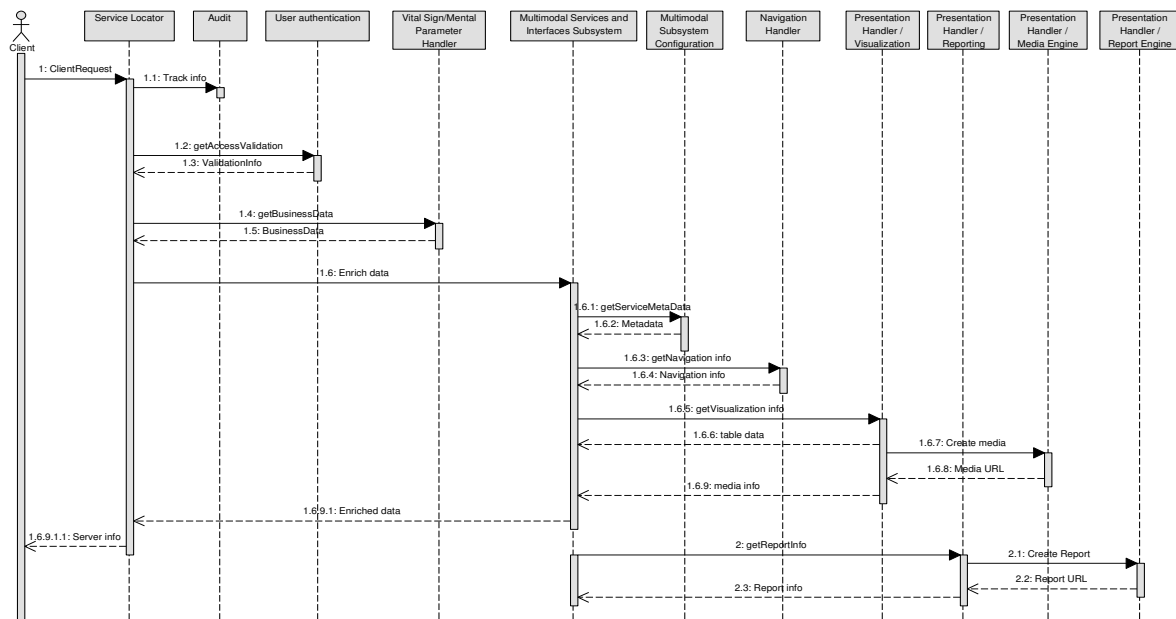 Client
Service Locator
Audit
User authentication
Vital Sign/Mental
Parameter
Handler
Multimodal Services and
Interfaces Subsystem
Multimodal
Subsystem
Configuration
Navigation
Handler
Presentation
Handler /
Visualization
Presentation
Handler /
Reporting
Presentation
Handler /
Media Engine
Presentation
Handler /
Report Engine
1: ClientRequest
1.1: Track info
1.2: getAccessValidation
1.3: ValidationInfo
1.4: getBusinessData
1.5: BusinessData
1.6: Enrich data
1.6.1: getServiceMetaData
1.6.2: Metadata
1.6.3: getNavigation info
1.6.4: Navigation info
1.6.5: getVisualization info
1.6.6: table data
1.6.7: Create media
1.6.8: Media URL
1.6.9: media info
1.6.9.1: Enriched data
1.6.9.1.1: Server info
2: getReportInfo
2.1: Create Report
2.2: Report URL
2.3: Report info